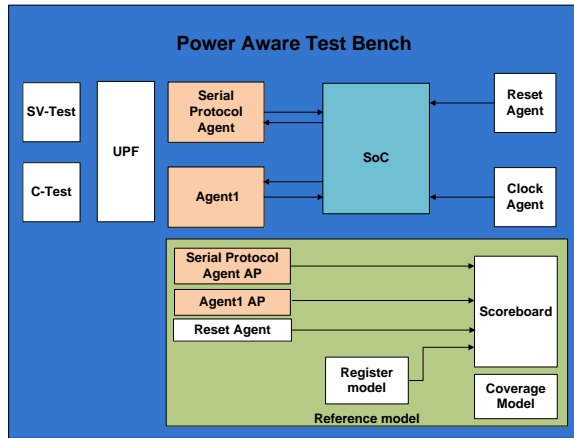 Power Aware Test Bench
SV-Test
C-Test
UPF
Serial
Protocol
Agent
Agent1
SoC
Reset
Agent
Clock
Agent
Serial Protocol
Agent AP
Agent1 AP
Reset Agent
Register
model
Scoreboard
Coverage
Model
Reference model